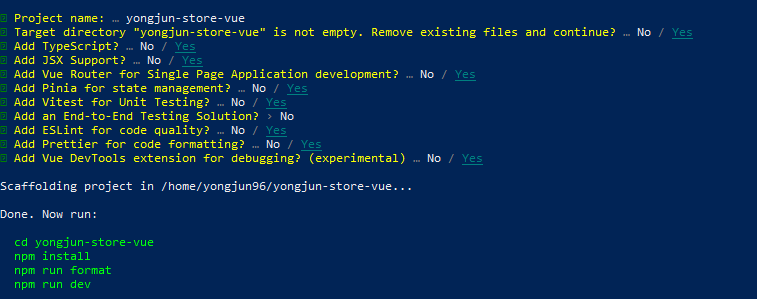 Project name: … yongjun-store-vue
Target directory "yongjun-store-vue" is not empty. Remove existing files and continue? … No / Yes
Add TypeScript? … No / Yes
Add JSX Support? … No / Yes
Add Vue Router for Single Page Application development? … No / Yes
Add Pinia for state management? … No / Yes
Add Vitest for Unit Testing? … No / Yes
Add an End-to-End Testing Solution? › No
Add ESLint for code quality? … No / Yes
Add Prettier for code formatting? … No / Yes
Add Vue DevTools extension for debugging? (experimental) … No / Yes
Scaffolding project in /home/yongjun96/yongjun-store-vue...
Done. Now run:
cd yongjun-store-vue
npm install
npm run format
npm run dev